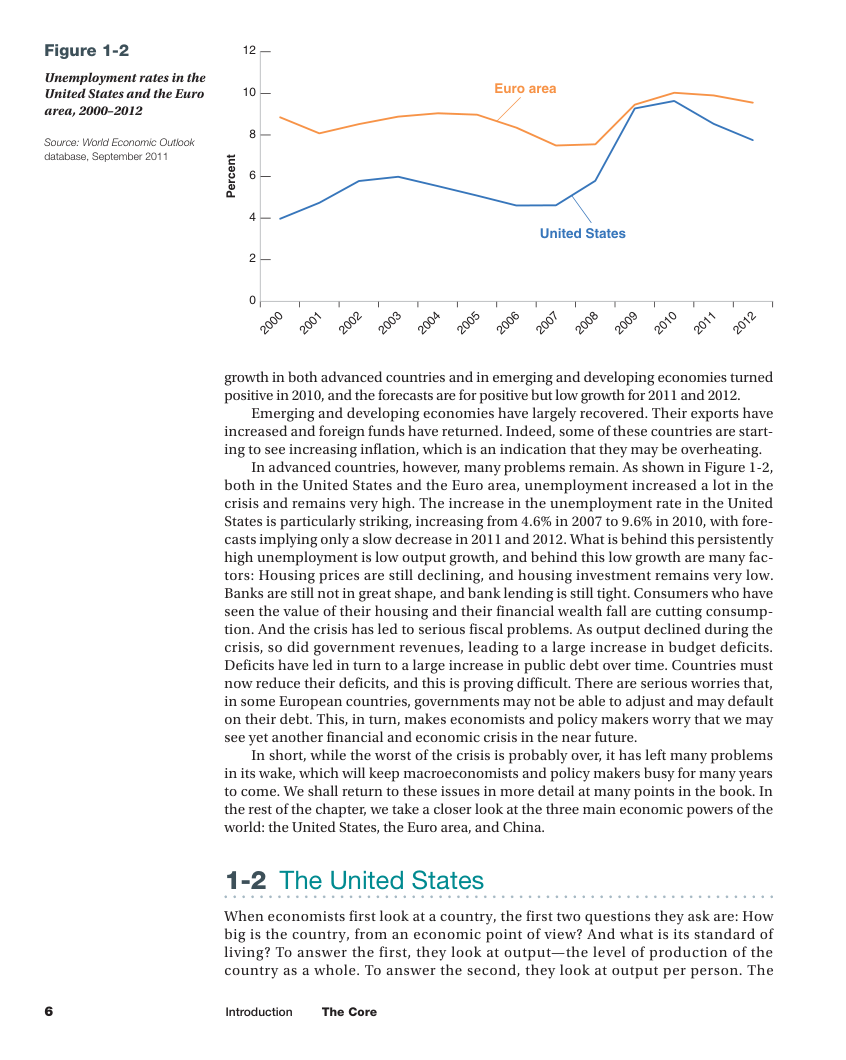 Figure 1-2
Unemployment rates in the
United States and the Euro
area, 2000–2012
Source: World Economic Outlook
database, September 2011
12
10
8
6
4
2
0
Percent
Euro area
United States
2000
2001
2002
2003
2004
2005
2006
2007
2008
2009
2010
2011
2012
growth in both advanced countries and in emerging and developing economies turned
positive in 2010, and the forecasts are for positive but low growth for 2011 and 2012.
Emerging and developing economies have largely recovered. Their exports have
increased and foreign funds have returned. Indeed, some of these countries are start-
ing to see increasing inflation, which is an indication that they may be overheating.
In advanced countries, however, many problems remain. As shown in Figure 1-2,
both in the United States and the Euro area, unemployment increased a lot in the
crisis and remains very high. The increase in the unemployment rate in the United
States is particularly striking, increasing from 4.6% in 2007 to 9.6% in 2010, with fore-
casts implying only a slow decrease in 2011 and 2012. What is behind this persistently
high unemployment is low output growth, and behind this low growth are many fac-
tors: Housing prices are still declining, and housing investment remains very low.
Banks are still not in great shape, and bank lending is still tight. Consumers who have
seen the value of their housing and their financial wealth fall are cutting consump-
tion. And the crisis has led to serious fiscal problems. As output declined during the
crisis, so did government revenues, leading to a large increase in budget deficits.
Deficits have led in turn to a large increase in public debt over time. Countries must
now reduce their deficits, and this is proving difficult. There are serious worries that,
in some European countries, governments may not be able to adjust and may default
on their debt. This, in turn, makes economists and policy makers worry that we may
see yet another financial and economic crisis in the near future.
In short, while the worst of the crisis is probably over, it has left many problems
in its wake, which will keep macroeconomists and policy makers busy for many years
to come. We shall return to these issues in more detail at many points in the book. In
the rest of the chapter, we take a closer look at the three main economic powers of the
world: the United States, the Euro area, and China.
1-2 The United States
When economists first look at a country, the first two questions they ask are: How
big is the country, from an economic point of view? And what is its standard of
living? To answer the first, they look at output—the level of production of the
country as a whole. To answer the second, they look at output per person. The
6 Introduction The Core